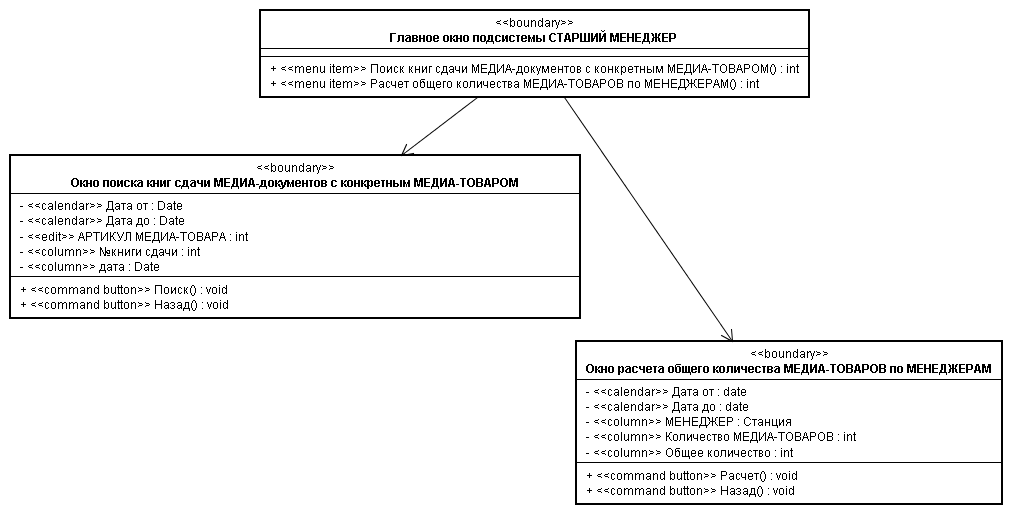 <<boundary>>
Главное окно подсистемы СТАРШИЙ МЕНЕДЖЕР
+ <<menu item>> Поиск книг сдачи МЕДИА-документов с конкретным МЕДИА-ТОВАРОМ() : int
+ <<menu item>> Расчет общего количества МЕДИА-ТОВАРОВ по МЕНЕДЖЕРАМ() : int
<<boundary>>
Окно поиска книг сдачи МЕДИА-документов с конкретным МЕДИА-ТОВАРОМ
- <<calendar>> Дата от : Date
- <<calendar>> Дата до : Date
- <<edit>> АРТИКУЛ МЕДИА-ТОВАРА : int
- <<column>> №книги сдачи : int
- <<column>> дата : Date
+ <<command button>> Поиск() : void
+ <<command button>> Назад() : void
<<boundary>>
Окно расчета общего количества МЕДИА-ТОВАРОВ по МЕНЕДЖЕРАМ
- <<calendar>> Дата от : date
- <<calendar>> Дата до : date
- <<column>> МЕНЕДЖЕР : Станция
- <<column>> Количество МЕДИА-ТОВАРОВ : int
- <<column>> Общее количество : int
+ <<command button>> Расчет() : void
+ <<command button>> Назад() : void